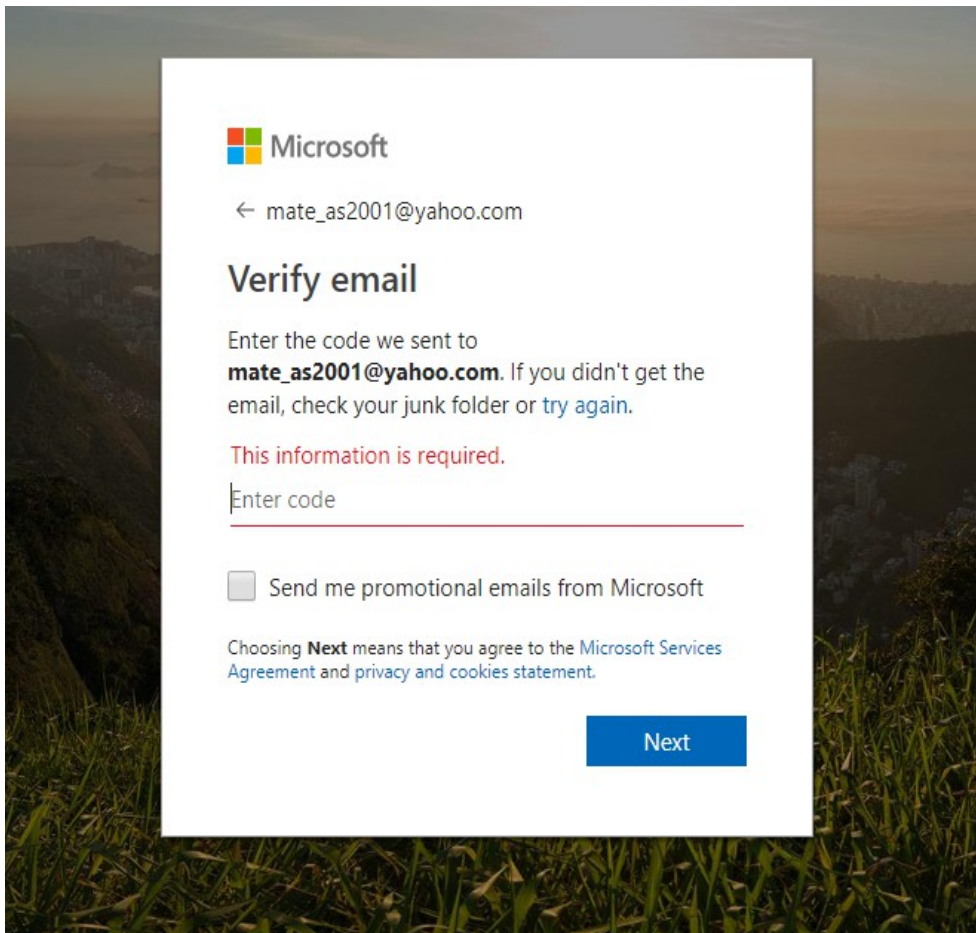 Microsoft
← mate_as2001@yahoo.com
Verify email
Enter the code we sent to
mate_as2001@yahoo.com. If you didn't get the
email, check your junk folder or try again.
This information is required.
Enter code
Send me promotional emails from Microsoft
Choosing Next means that you agree to the Microsoft Services
Agreement and privacy and cookies statement.
Next